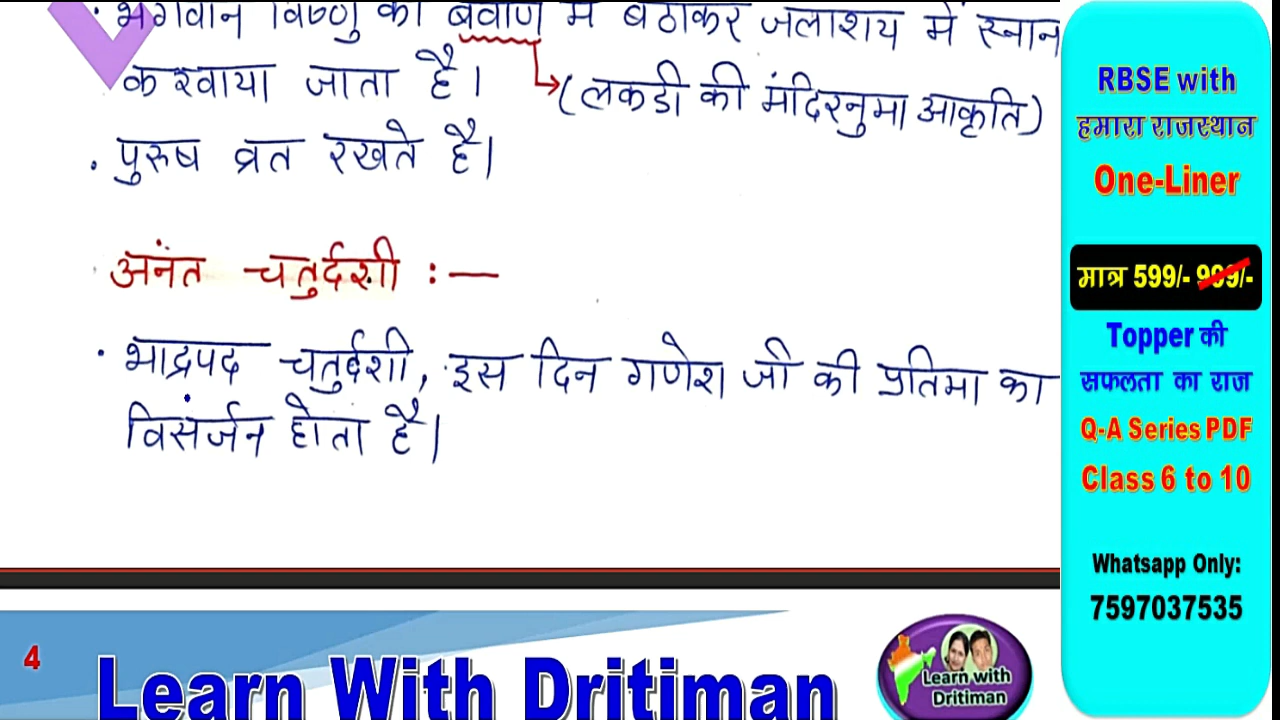 • भगवान विष्णु को बेवाण में बैठाकर जलाशय में स्नान
करवाया जाता है।
(लकडी की मंदिरनुमा आकृति)
• पुरुष व्रत रखते है।
अनंत चतुर्दशी :—
• भाद्रपद चतुर्दशी, इस दिन गणेश जी की प्रतिमा का
विसर्जन होता है।
4
Learn With Dritiman
Learn with
Dritiman
RBSE with
हमारा राजस्थान
One-Liner
मात्र 599/- 999/-
Topper की
सफलता का राज
Q-A Series PDF
Class 6 to 10
Whatsapp Only:
7597037535